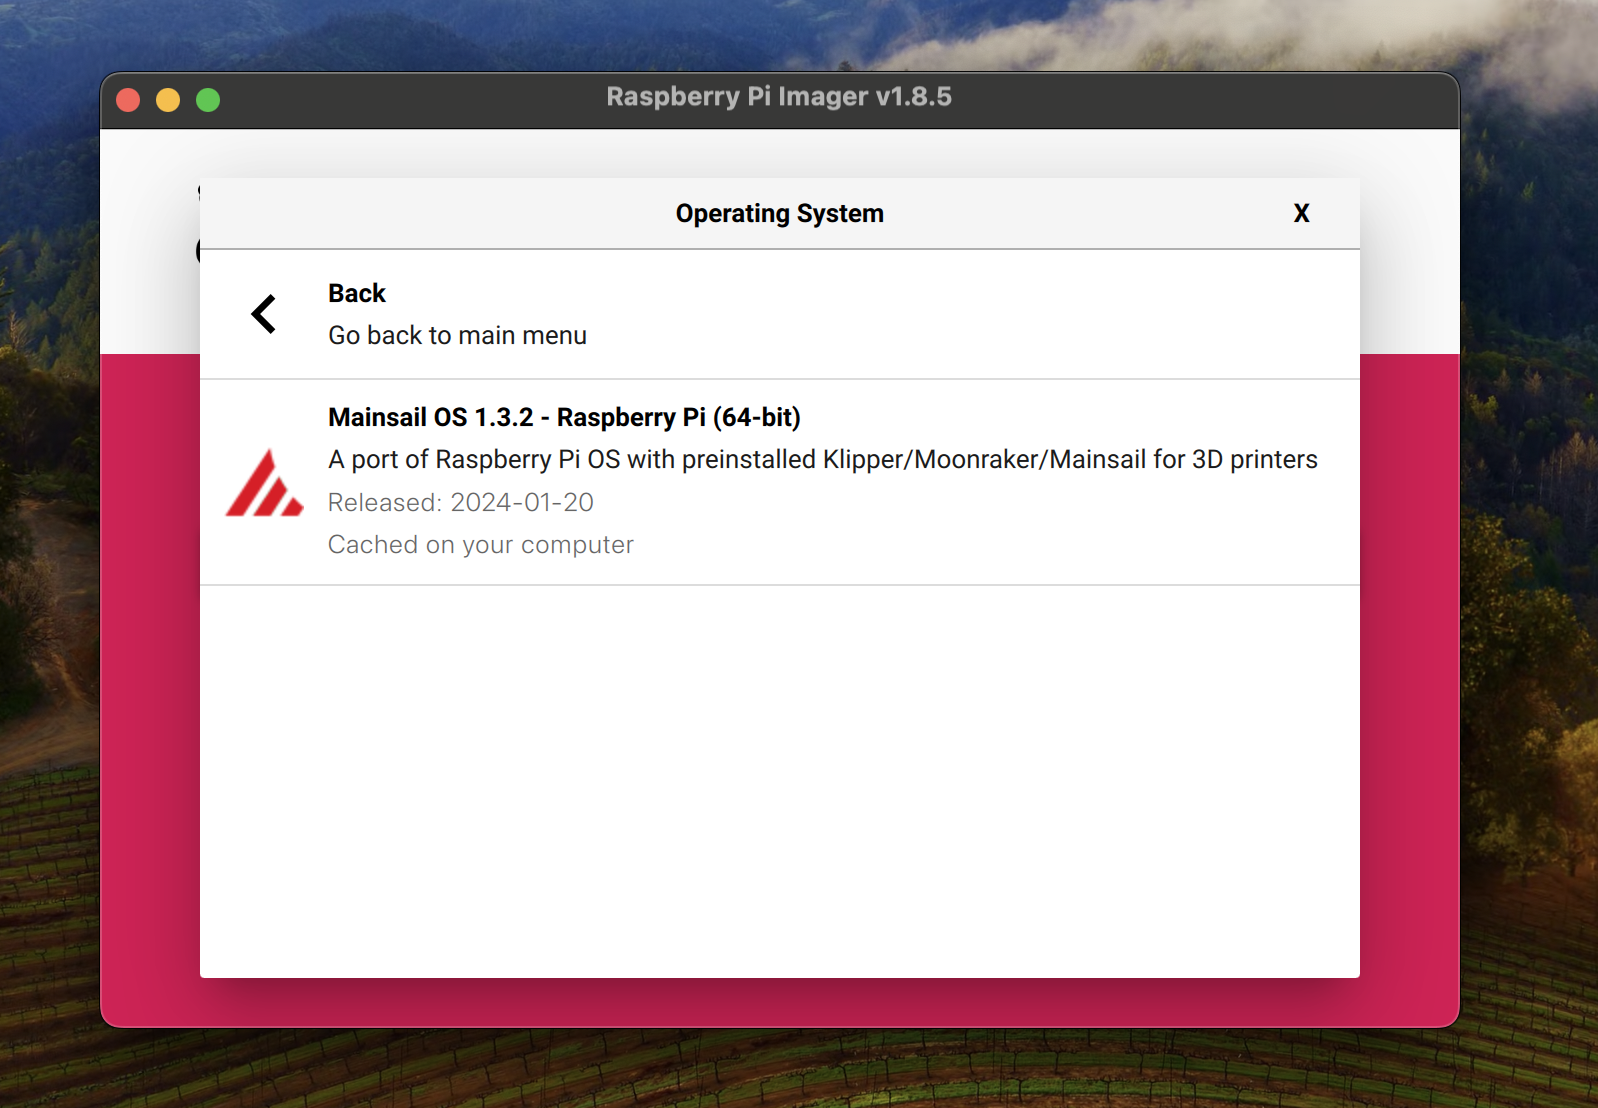 Raspberry Pi Imager v1.8.5
Operating System X
Back
Go back to main menu
Mainsail OS 1.3.2 - Raspberry Pi (64-bit)
A port of Raspberry Pi OS with preinstalled Klipper/Moonraker/Mainsail for 3D printers
Released: 2024-01-20
Cached on your computer